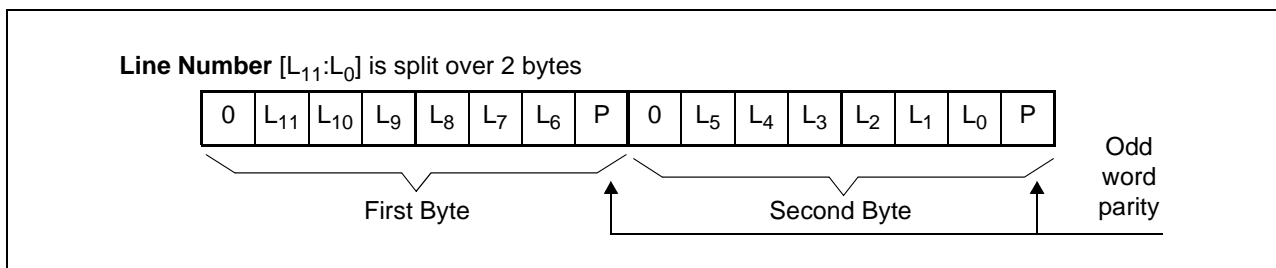 Line Number [L11:L0] is split over 2 bytes
0 L11 L10 L9 L8 L7 L6 P 0 L5 L4 L3 L2 L1 L0 P
Odd
word
parity
First Byte
Second Byte